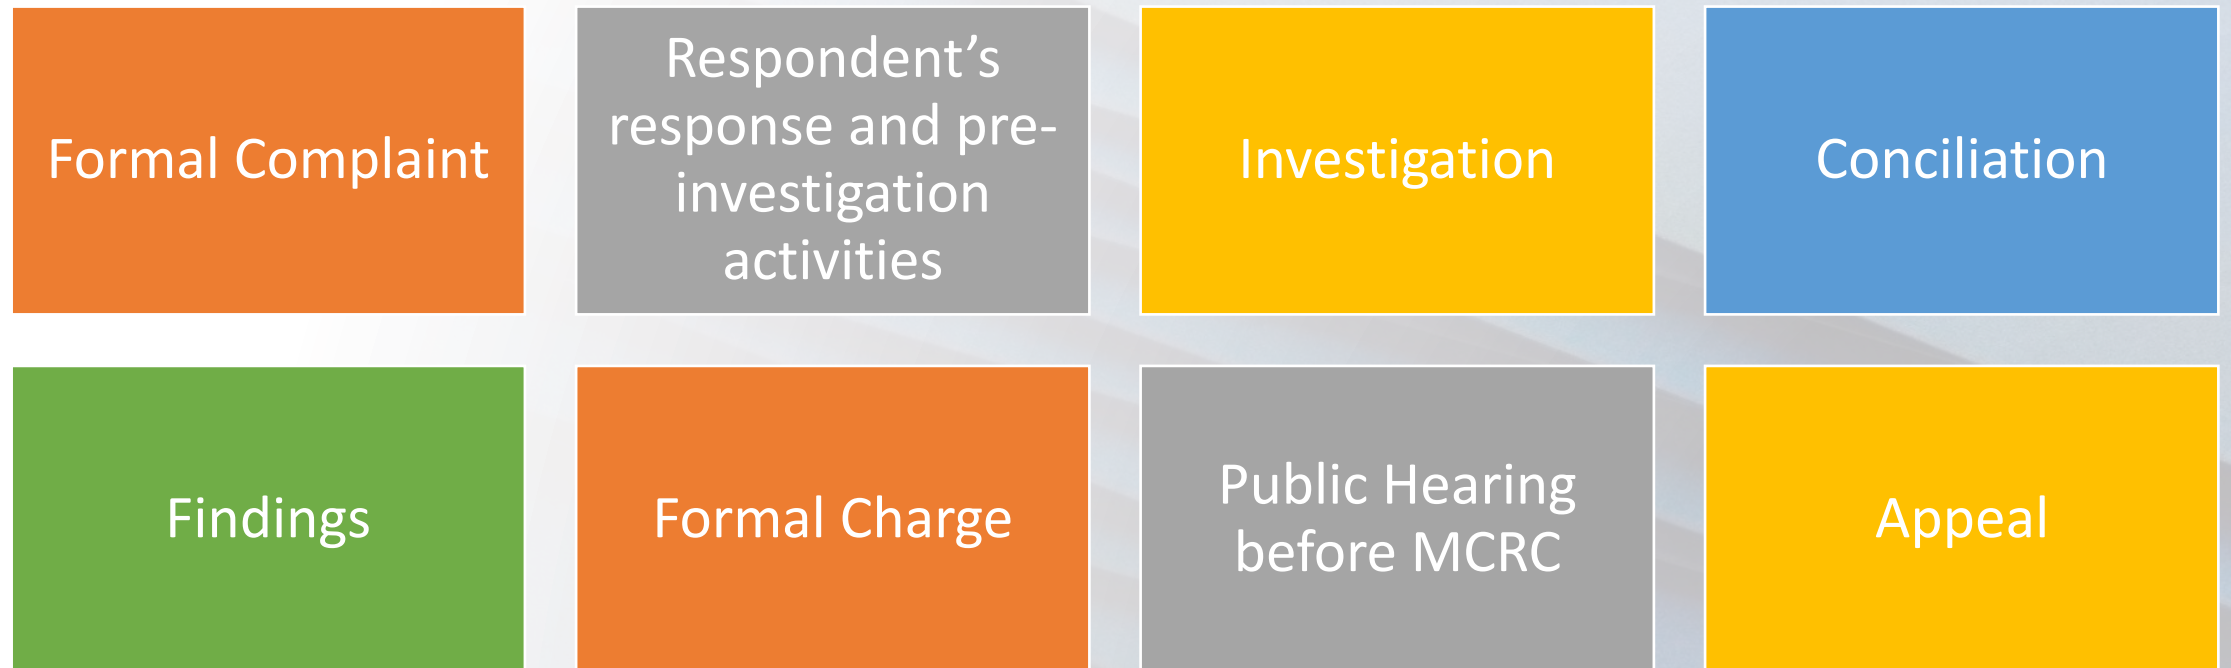 Formal Complaint
Respondent’s
response and pre-
investigation
activities
Investigation
Conciliation
Findings
Formal Charge
Public Hearing
before MCRC
Appeal